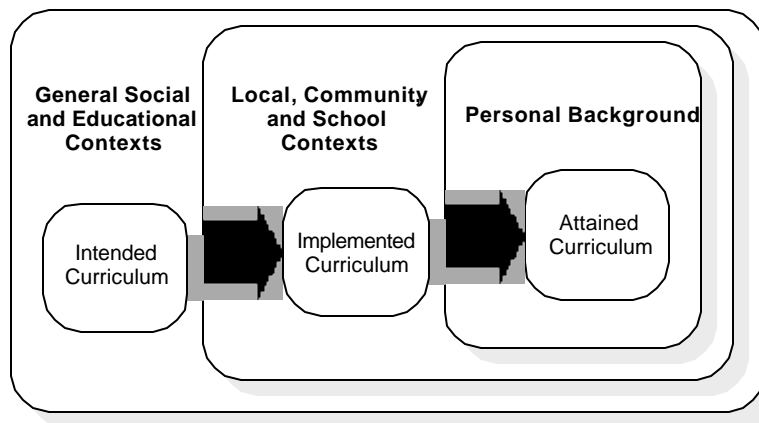 General Social
and Educational
Contexts
Local, Community,
and School
Contexts
Personal Background
Intended
Curriculum
Implemented
Curriculum
Attained
Curriculum